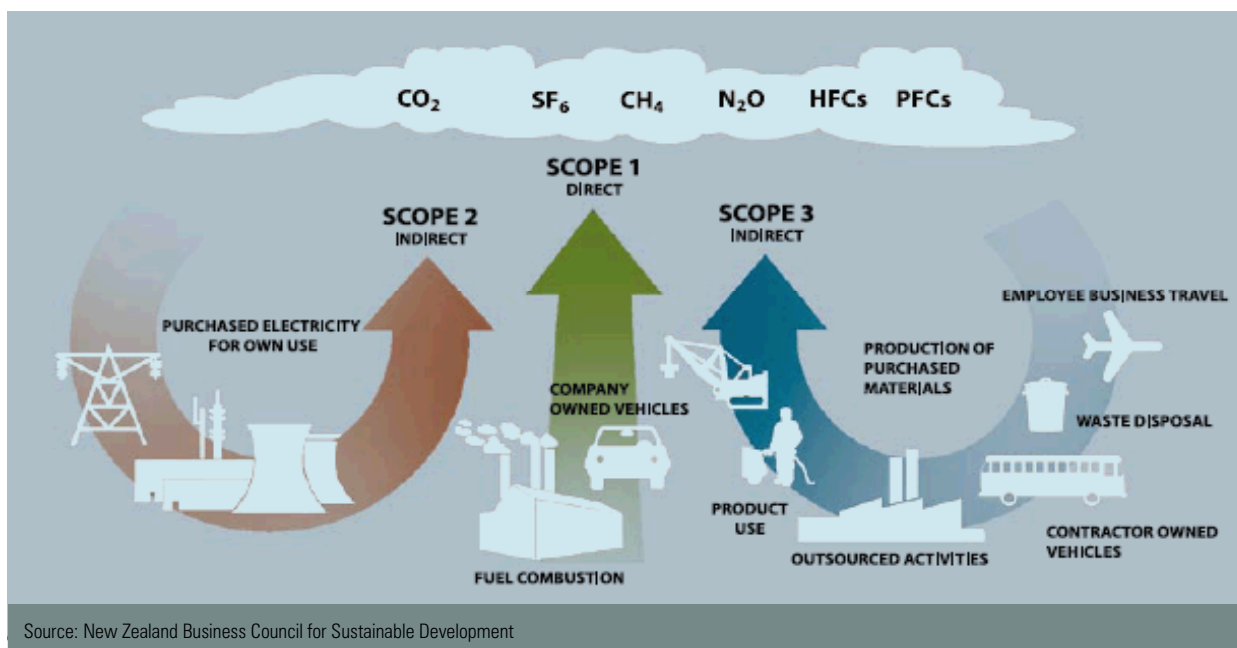 CO₂ SF₆ CH₄ N₂O HFCs PFCs
SCOPE 1
DIRECT
SCOPE 2
INDIRECT
SCOPE 3
INDIRECT
PURCHASED ELECTRICITY
FOR OWN USE
COMPANY
OWNED VEHICLES
FUEL COMBUSTION
EMPLOYEE BUSINESS TRAVEL
PRODUCTION OF
PURCHASED
MATERIALS
WASTE DISPOSAL
PRODUCT
USE
OUTSOURCED ACTIVITIES
CONTRACTOR OWNED
VEHICLES
Source: New Zealand Business Council for Sustainable Development